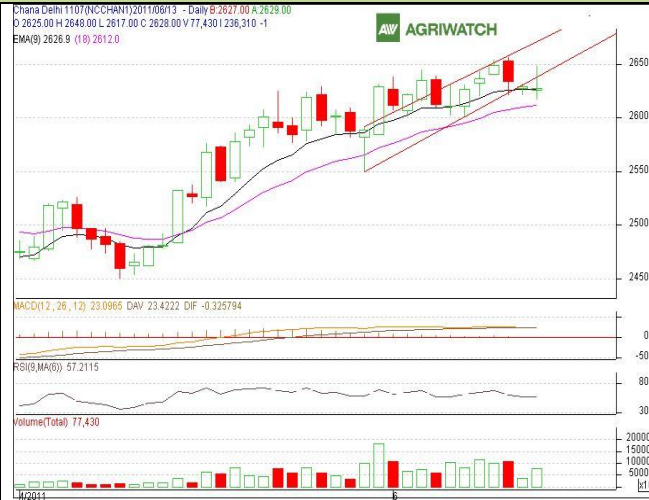 Chana Delhi 1107(NCCHAN1)2011/06/13 - Daily B:2627.00 A:2629.00
O 2625.00 H 2648.00 L 2617.00 C 2628.00 V 77,430 I 236,310 -1
EMA(9) 2626.9 (18) 2612.0
AW AGRIWATCH
2650
2600
2550
2500
2450
MACD(12, 26, 12) 23.0965 DAV 23.4222 DIF -0.325794
0
-50
RSI(9,MA(6)) 57.2115
80
30
Volume(Total) 77,430
20000
15000
10000
5000
6